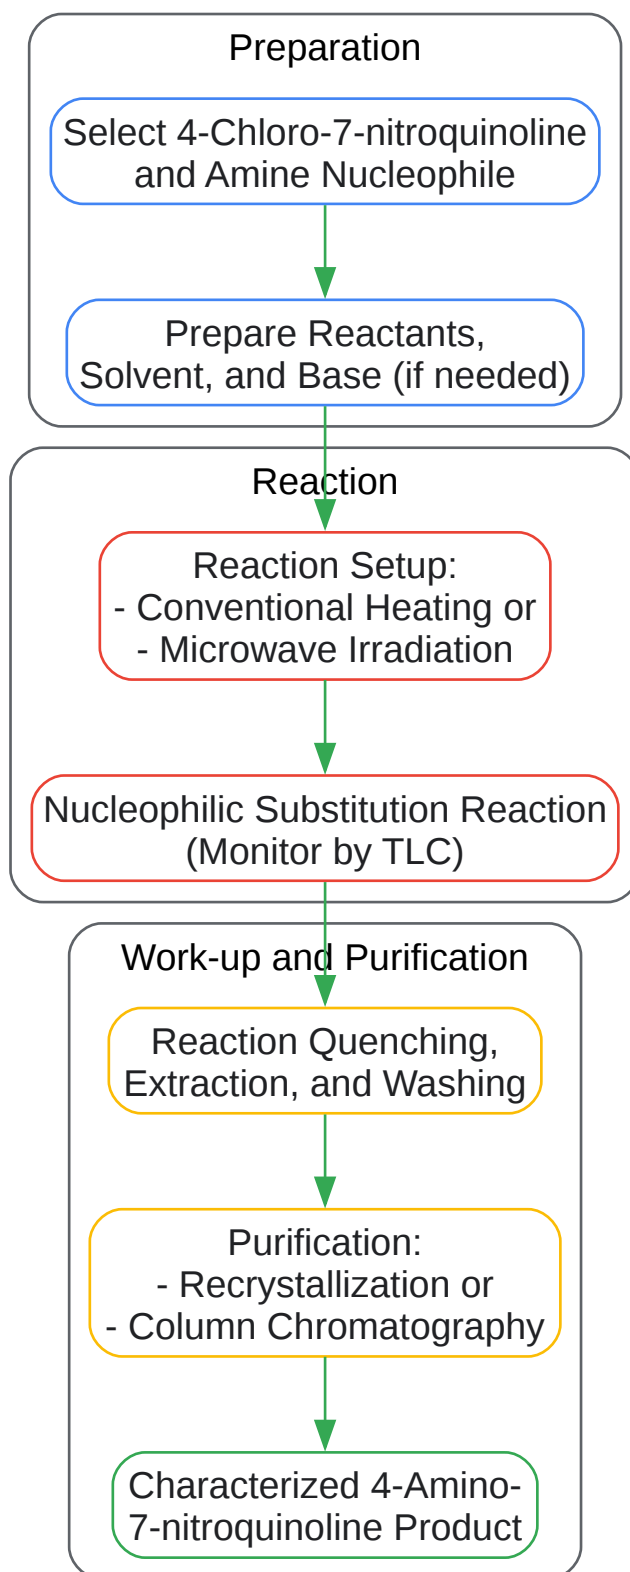 Preparation
Select 4-Chloro-7-nitroquinoline
and Amine Nucleophile
Prepare Reactants,
Solvent, and Base (if needed)
Reaction
Reaction Setup:
- Conventional Heating or
- Microwave Irradiation
Nucleophilic Substitution Reaction
(Monitor by TLC)
Work-up and Purification
Reaction Quenching,
Extraction, and Washing
Purification:
- Recrystallization or
- Column Chromatography
Characterized 4-Amino-
7-nitroquinoline Product